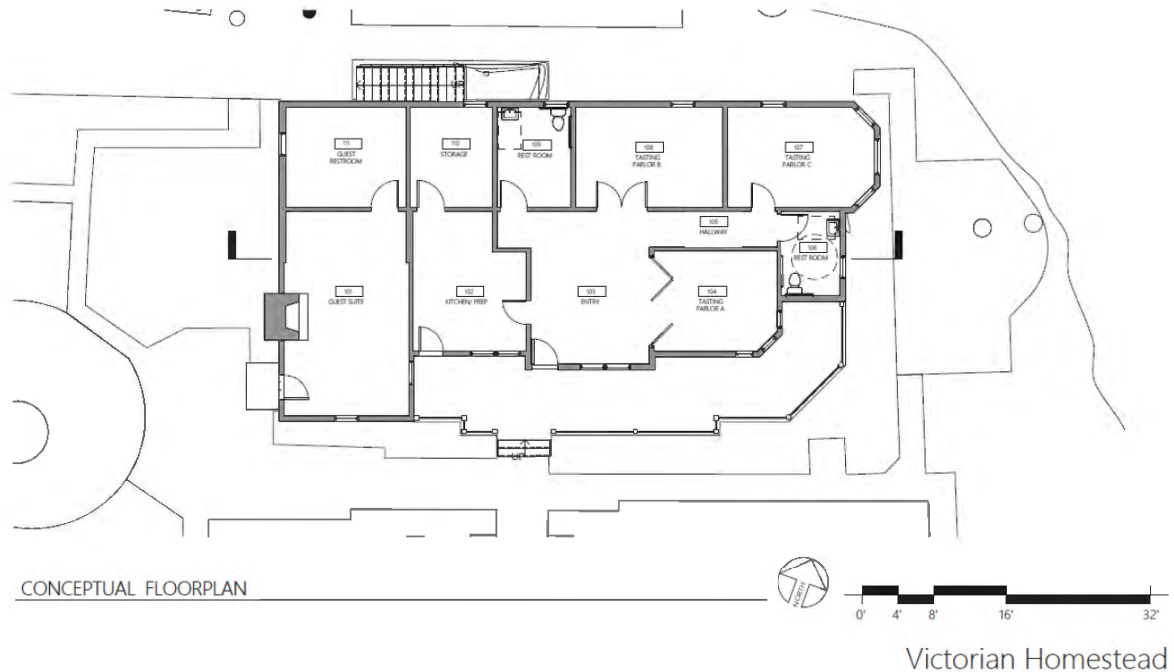 111
GUEST
RESTROOM
110
STORAGE
109
REST ROOM
108
TASTING
PARLOR B
107
TASTING
PARLOR C
105
HALLWAY
106
REST ROOM
101
GUEST SUITE
102
KITCHEN/ PREP
103
ENTRY
104
TASTING
PARLOR A
UP
CONCEPTUAL FLOORPLAN
NORTH
0' 4' 8' 16' 32'
Victorian Homestead